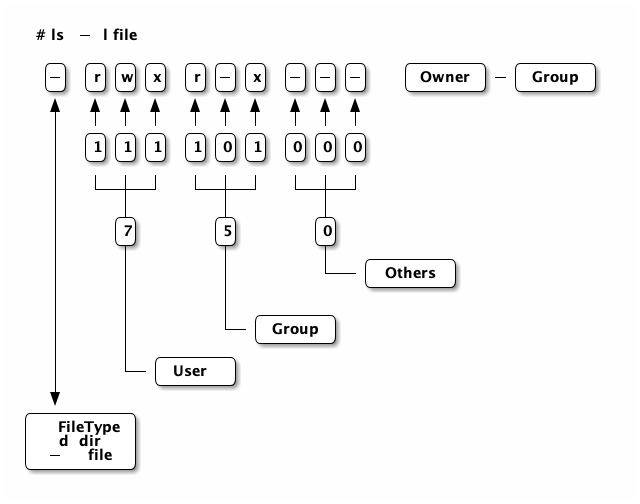 # ls – l file
– r w x r – x – – – Owner – Group
1 1 1 1 0 1 0 0 0
7 5 0
Others
Group
User
FileType
d dir
– file